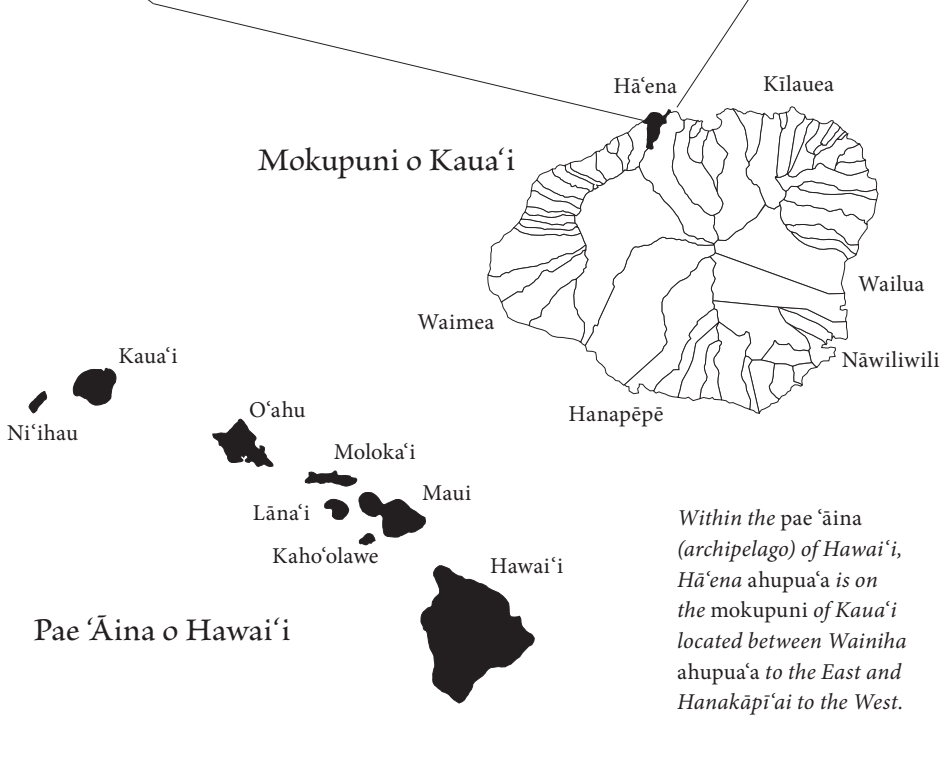 Hāʻena
Kīlauea
Mokupuni o Kauaʻi
Wailua
Waimea
Nāwiliwili
Hanapēpē
Kauaʻi
Niʻihau
Oʻahu
Molokaʻi
Maui
Lānaʻi
Kahoʻolawe
Hawaiʻi
Pae ʻĀina o Hawaiʻi
Within the pae ʻāina
(archipelago) of Hawaiʻi,
Hāʻena ahupuaʻa is on
the mokupuni of Kauaʻi
located between Wainiha
ahupuaʻa to the East and
Hanakāpīʻai to the West.